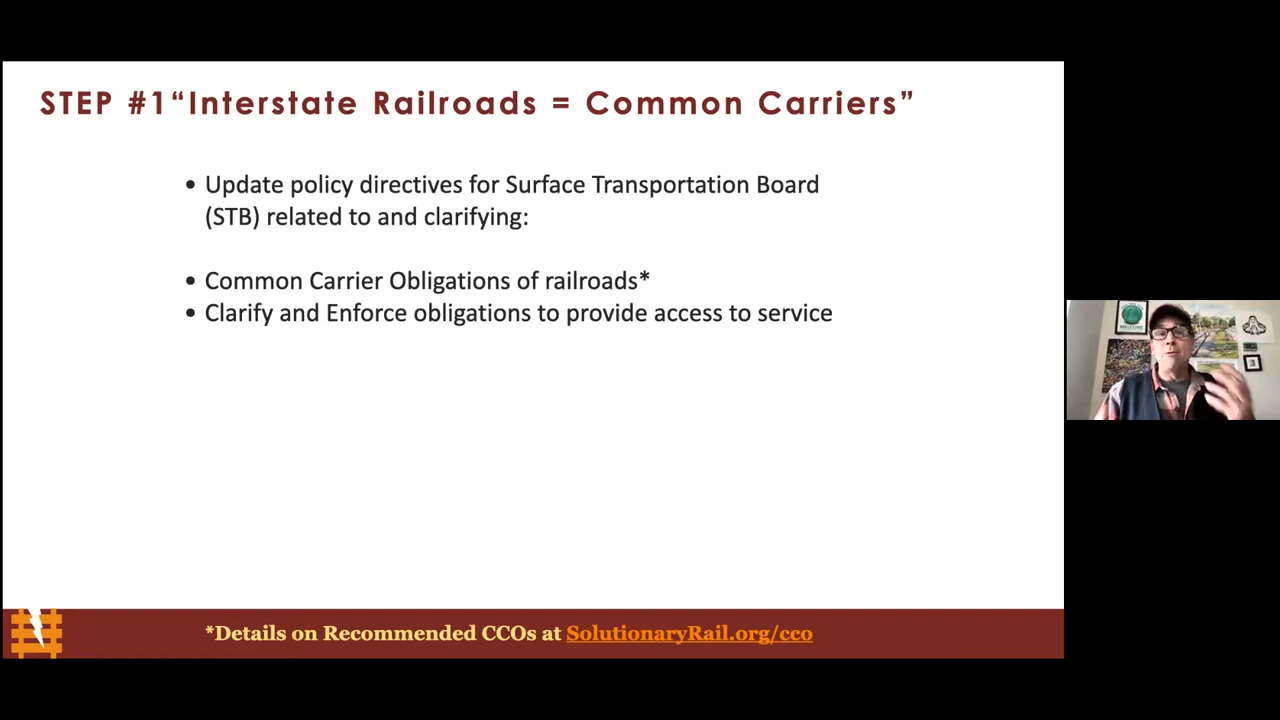 STEP #1“Interstate Railroads = Common Carriers”
• Update policy directives for Surface Transportation Board
(STB) related to and clarifying:
• Common Carrier Obligations of railroads*
• Clarify and Enforce obligations to provide access to service
*Details on Recommended CCOs at SolutionaryRail.org/cco
WELCOME